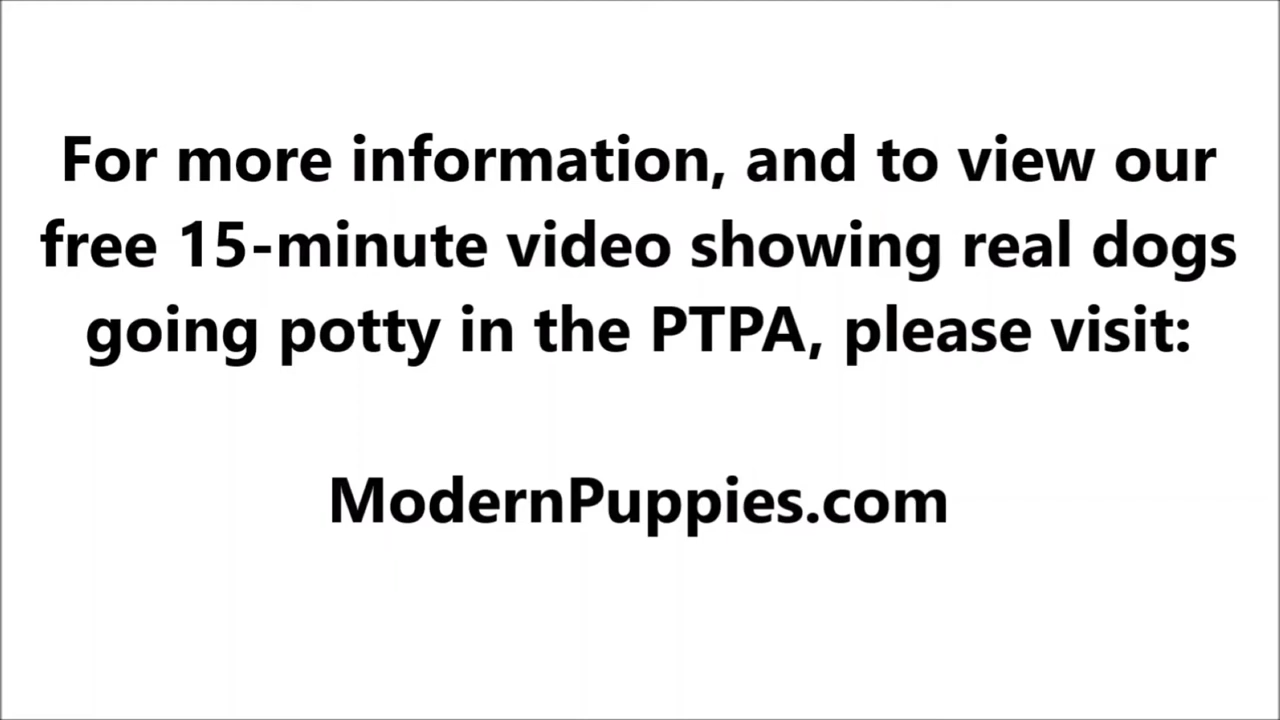 For more information, and to view our
free 15-minute video showing real dogs
going potty in the PTPA, please visit:
ModernPuppies.com